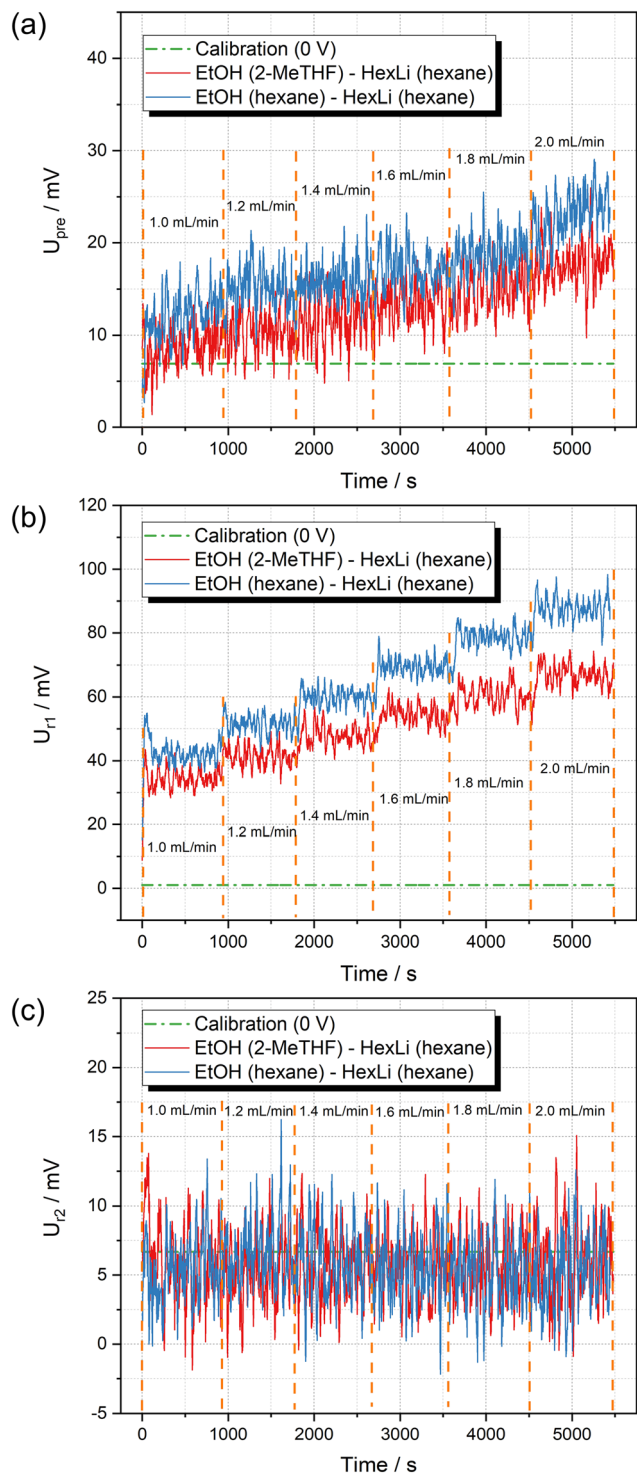 (a)
Calibration (0 V)
EtOH (2-MeTHF) - HexLi (hexane)
EtOH (hexane) - HexLi (hexane)
40
30
20
10
0
U_pre / mV
1.0 mL/min
1.2 mL/min
1.4 mL/min
1.6 mL/min
1.8 mL/min
2.0 mL/min
0 1000 2000 3000 4000 5000
Time / s
(b)
Calibration (0 V)
EtOH (2-MeTHF) - HexLi (hexane)
EtOH (hexane) - HexLi (hexane)
120
100
80
60
40
20
0
U_r1 / mV
1.0 mL/min
1.2 mL/min
1.4 mL/min
1.6 mL/min
1.8 mL/min
2.0 mL/min
0 1000 2000 3000 4000 5000
Time / s
(c)
Calibration (0 V)
EtOH (2-MeTHF) - HexLi (hexane)
EtOH (hexane) - HexLi (hexane)
25
20
15
10
5
0
-5
U_r2 / mV
1.0 mL/min 1.2 mL/min 1.4 mL/min 1.6 mL/min 1.8 mL/min 2.0 mL/min
0 1000 2000 3000 4000 5000
Time / s